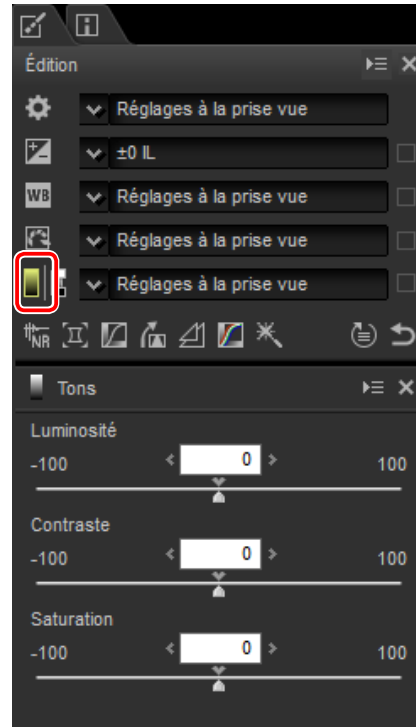 Édition
Réglages à la prise vue
±0 IL
WB Réglages à la prise vue
Réglages à la prise vue
Réglages à la prise vue
NR
Tons
Luminosité
-100 0 100
Contraste
-100 0 100
Saturation
-100 0 100